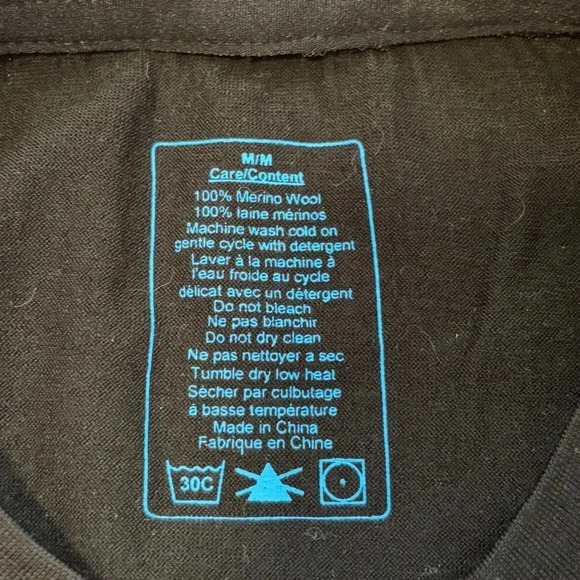 M/M
Care/Content
100% Merino Wool
100% laine mérinos
Machine wash cold on
gentle cycle with detergent
Laver à la machine à
l'eau froide au cycle
délicat avec un détergent
Do not bleach
Ne pas blanchir
Do not dry clean
Ne pas nettoyer a sec
Tumble dry low heat
Sécher par culbutage
à basse température
Made in China
Fabrique en Chine
30C